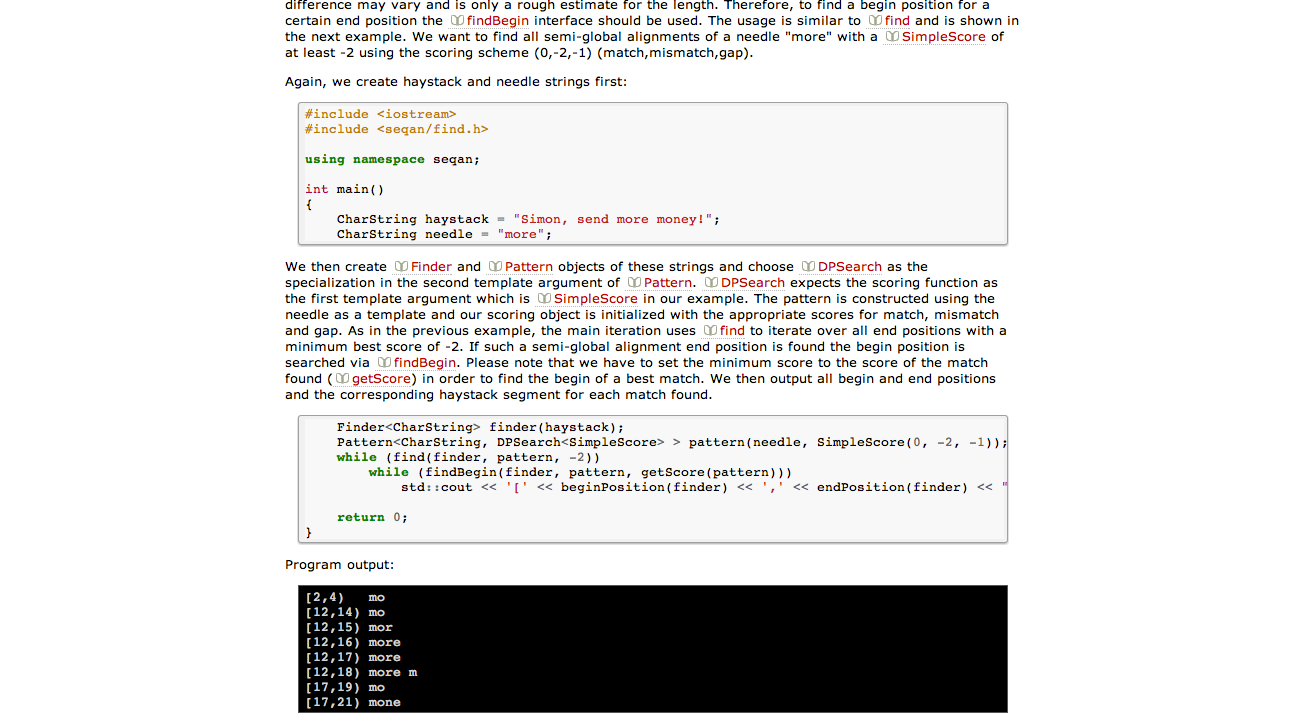 difference may vary and is only a rough estimate for the length. Therefore, to find a begin position for a
certain end position the findBegin interface should be used. The usage is similar to find and is shown in
the next example. We want to find all semi-global alignments of a needle "more" with a SimpleScore of
at least -2 using the scoring scheme (0,-2,-1) (match,mismatch,gap).
Again, we create haystack and needle strings first:
#include <iostream>
#include <seqan/find.h>
using namespace seqan;
int main()
{
    CharString haystack = "Simon, send more money!";
    CharString needle = "more";
We then create Finder and Pattern objects of these strings and choose DPSearch as the
specialization in the second template argument of Pattern. DPSearch expects the scoring function as
the first template argument which is SimpleScore in our example. The pattern is constructed using the
needle as a template and our scoring object is initialized with the appropriate scores for match, mismatch
and gap. As in the previous example, the main iteration uses find to iterate over all end positions with a
minimum best score of -2. If such a semi-global alignment end position is found the begin position is
searched via findBegin. Please note that we have to set the minimum score to the score of the match
found ( getScore) in order to find the begin of a best match. We then output all begin and end positions
and the corresponding haystack segment for each match found.
    Finder<CharString> finder(haystack);
    Pattern<CharString, DPSearch<SimpleScore> > pattern(needle, SimpleScore(0, -2, -1));
    while (find(finder, pattern, -2))
        while (findBegin(finder, pattern, getScore(pattern)))
            std::cout << '[' << beginPosition(finder) << ',' << endPosition(finder) << "
    return 0;
}
Program output:
[2,4)   mo
[12,14) mo
[12,15) mor
[12,16) more
[12,17) more
[12,18) more m
[17,19) mo
[17,21) mone